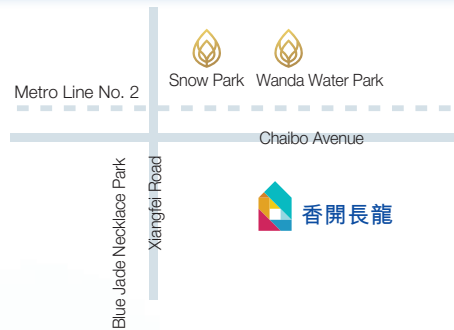 Snow Park
Wanda Water Park
Metro Line No. 2
Chaibo Avenue
Blue Jade Necklace Park
Xiangfei Road
香開長龍